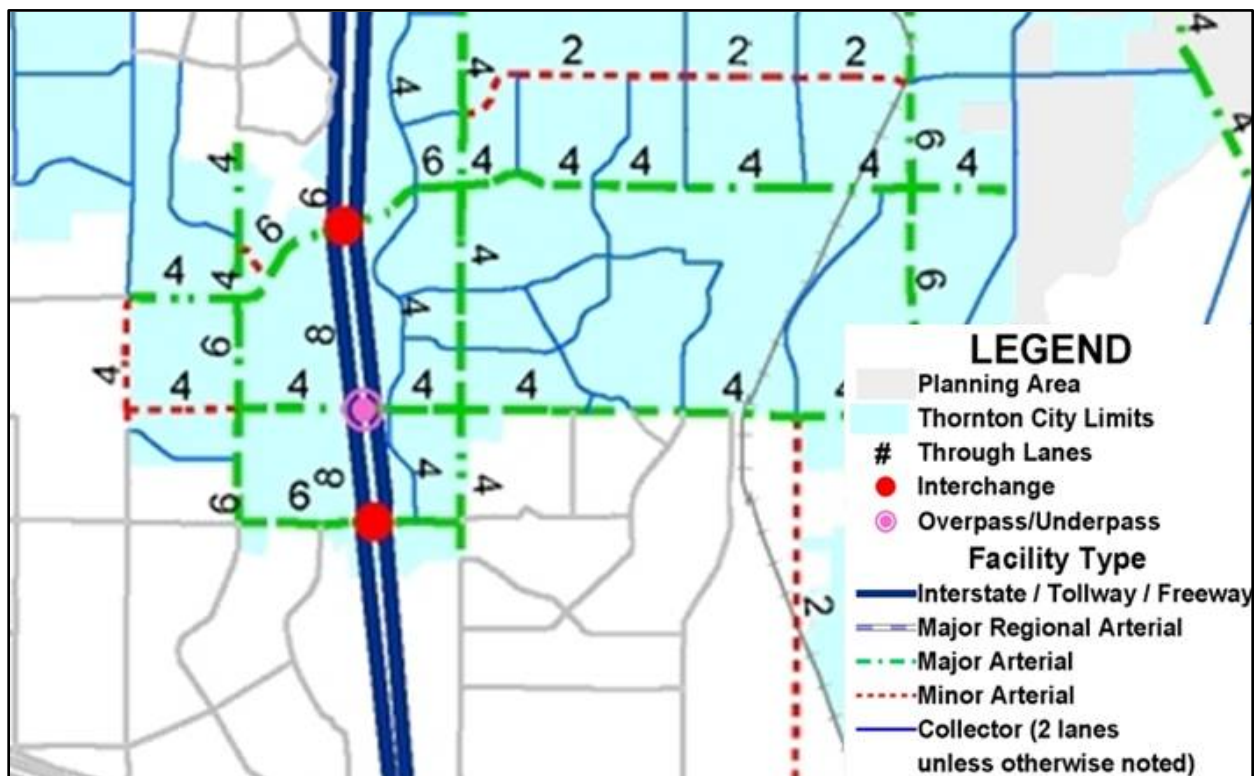 4
2
2
2
4
4
4
6
6
4
4
4
4
4
4
4
6
6
4
4
4
6
8
4
6
4
4
4
4
4
4
4
8
6
4
4
6
2
LEGEND
Planning Area
Thornton City Limits
# Through Lanes
Interchange
Overpass/Underpass
Facility Type
Interstate / Tollway / Freeway
Major Regional Arterial
Major Arterial
Minor Arterial
Collector (2 lanes
unless otherwise noted)